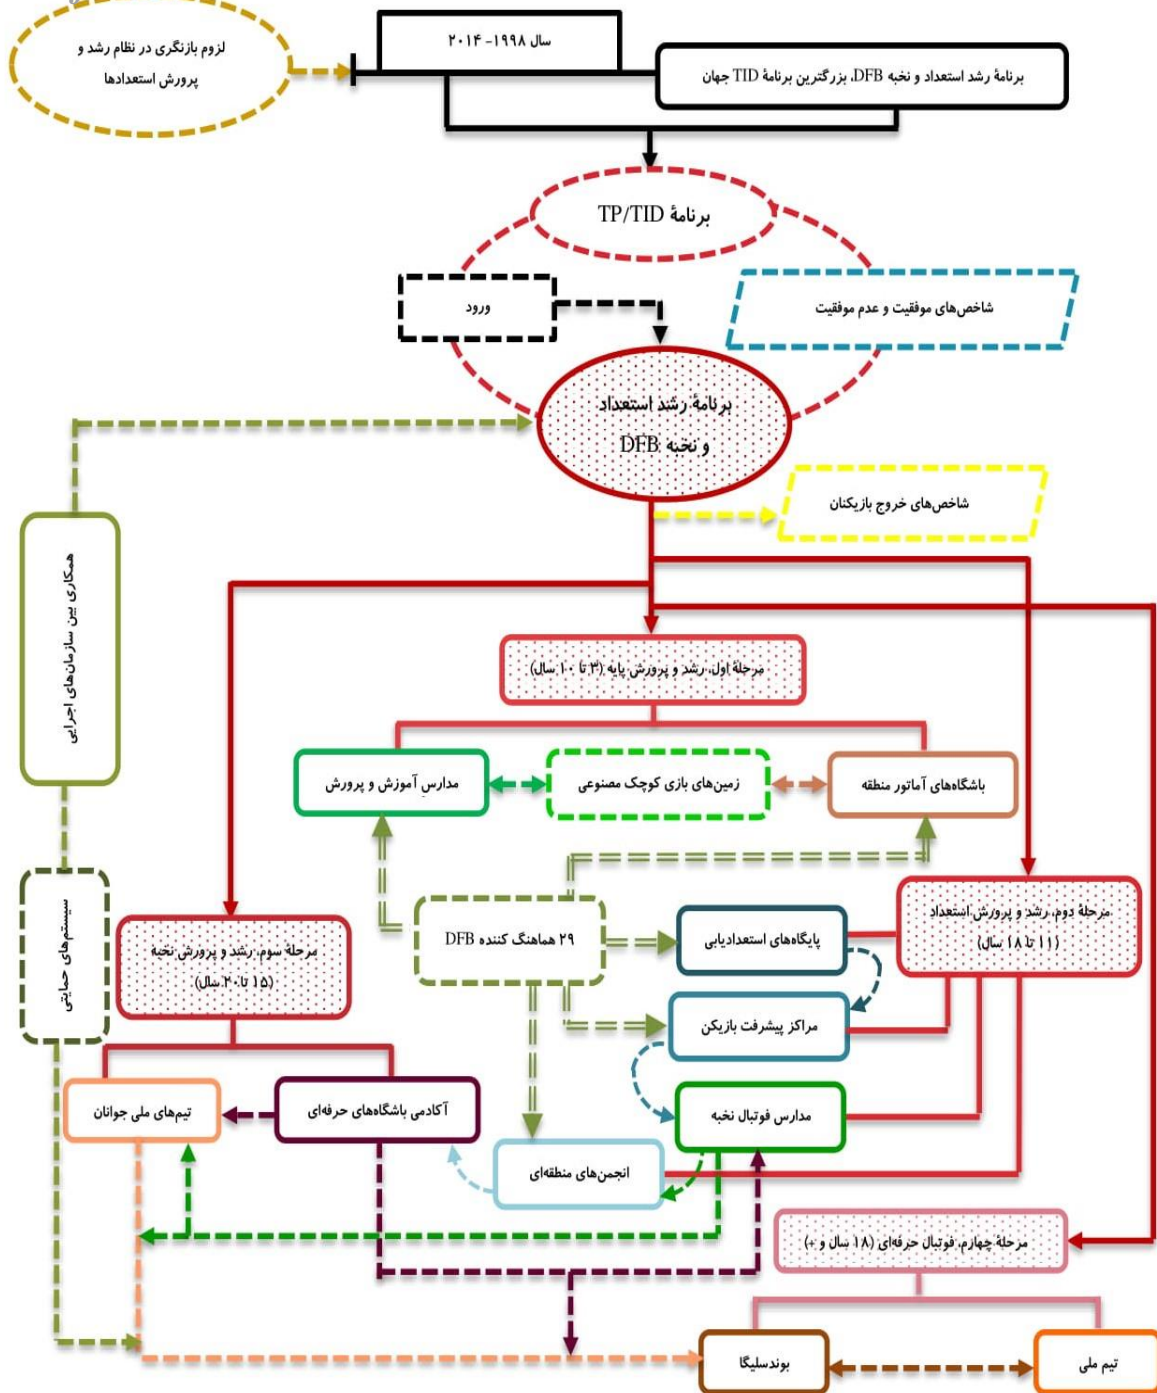 لزوم بازنگری در نظام رشد و
پرورش استعدادها
سال ۱۹۹۸- ۲۰۱۴
برنامهٔ رشد استعداد و نخبه DFB، بزرگترین برنامهٔ TID جهان
برنامهٔ TP/TID
ورود
شاخص‌های موفقیت و عدم موفقیت
برنامهٔ رشد استعداد
و نخبه DFB
شاخص‌های خروج بازیکنان
همکاری بین سازمان‌های اجرایی
مرحلهٔ اول، رشد و پرورش پایه (۳ تا ۱۰ سال)
باشگاه‌های آماتور منطقه
زمین‌های بازی کوچک مصنوعی
مدارس آموزش و پرورش
مرحلهٔ دوم، رشد و پرورش استعداد
(۱۱ تا ۱۸ سال)
پایگاه‌های استعدادیابی
۲۹ هماهنگ کننده DFB
مرحلهٔ سوم، رشد و پرورش نخبه
(۱۵ تا ۲۰ سال)
سیستم‌های حمایتی
مراکز پیشرفت بازیکن
مدارس فوتبال نخبه
آکادمی باشگاه‌های حرفه‌ای
تیم‌های ملی جوانان
انجمن‌های منطقه‌ای
مرحلهٔ چهارم، فوتبال حرفه‌ای (۱۸ سال و +)
تیم ملی
بوندسلیگا